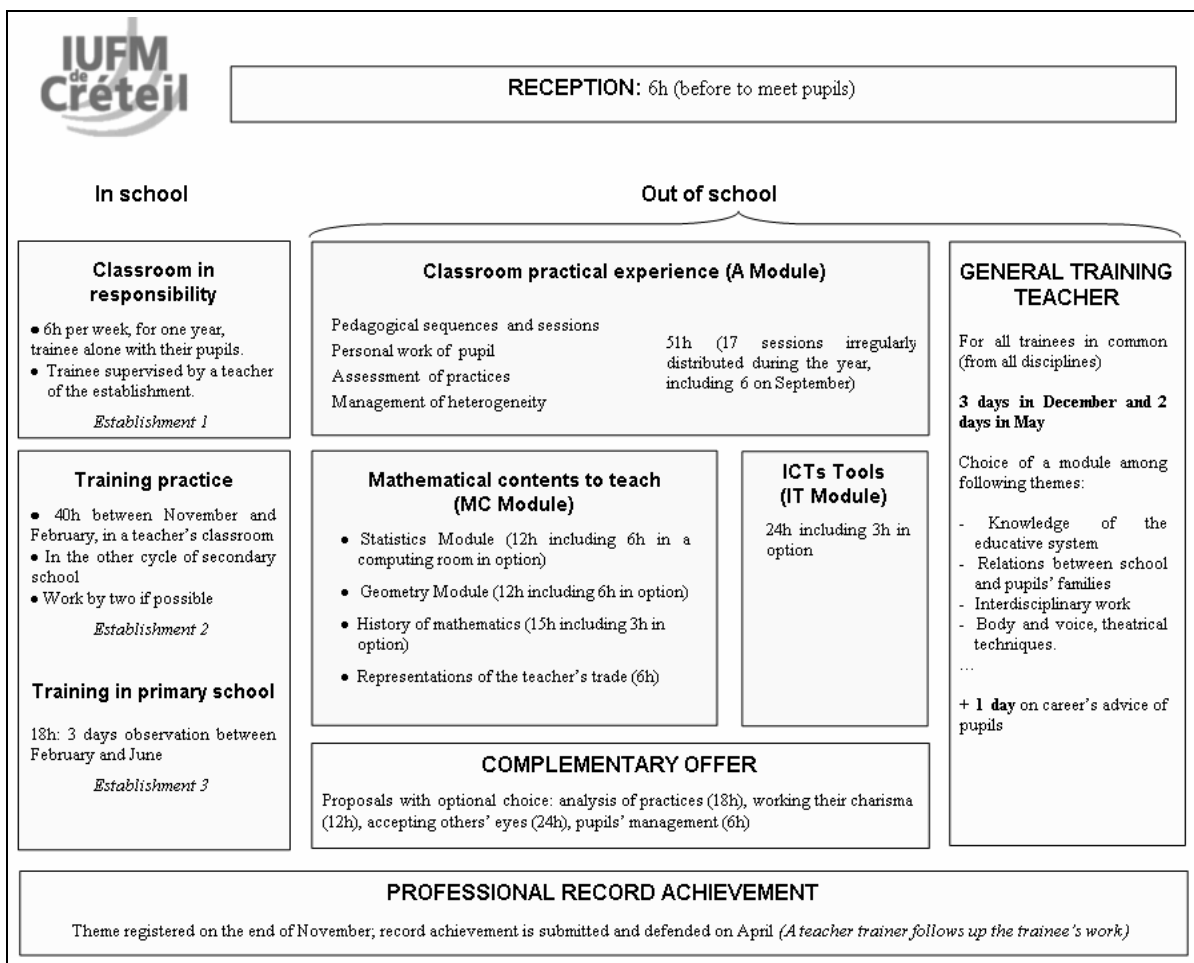 IUFM
de
Créteil
RECEPTION: 6h (before to meet pupils)
In school
Out of school
Classroom in
responsibility
● 6h per week, for one year,
trainee alone with their pupils.
● Trainee supervised by a teacher
of the establishment.
Establishment 1
Training practice
● 40h between November and
February, in a teacher's classroom
● In the other cycle of secondary
school
● Work by two if possible
Establishment 2
Training in primary school
18h: 3 days observation between
February and June
Establishment 3
Classroom practical experience (A Module)
Pedagogical sequences and sessions
Personal work of pupil
Assessment of practices
Management of heterogeneity
51h (17 sessions irregularly
distributed during the year,
including 6 on September)
Mathematical contents to teach
(MC Module)
● Statistics Module (12h including 6h in a
computing room in option)
● Geometry Module (12h including 6h in option)
● History of mathematics (15h including 3h in
option)
● Representations of the teacher's trade (6h)
ICTs Tools
(IT Module)
24h including 3h in
option
COMPLEMENTARY OFFER
Proposals with optional choice: analysis of practices (18h), working their charisma
(12h), accepting others' eyes (24h), pupils' management (6h)
GENERAL TRAINING
TEACHER
For all trainees in common
(from all disciplines)
3 days in December and 2
days in May
Choice of a module among
following themes:
- Knowledge of the
educative system
- Relations between school
and pupils' families
- Interdisciplinary work
- Body and voice, theatrical
techniques.
…
+ 1 day on career's advice of
pupils
PROFESSIONAL RECORD ACHIEVEMENT
Theme registered on the end of November; record achievement is submitted and defended on April (A teacher trainer follows up the trainee's work)